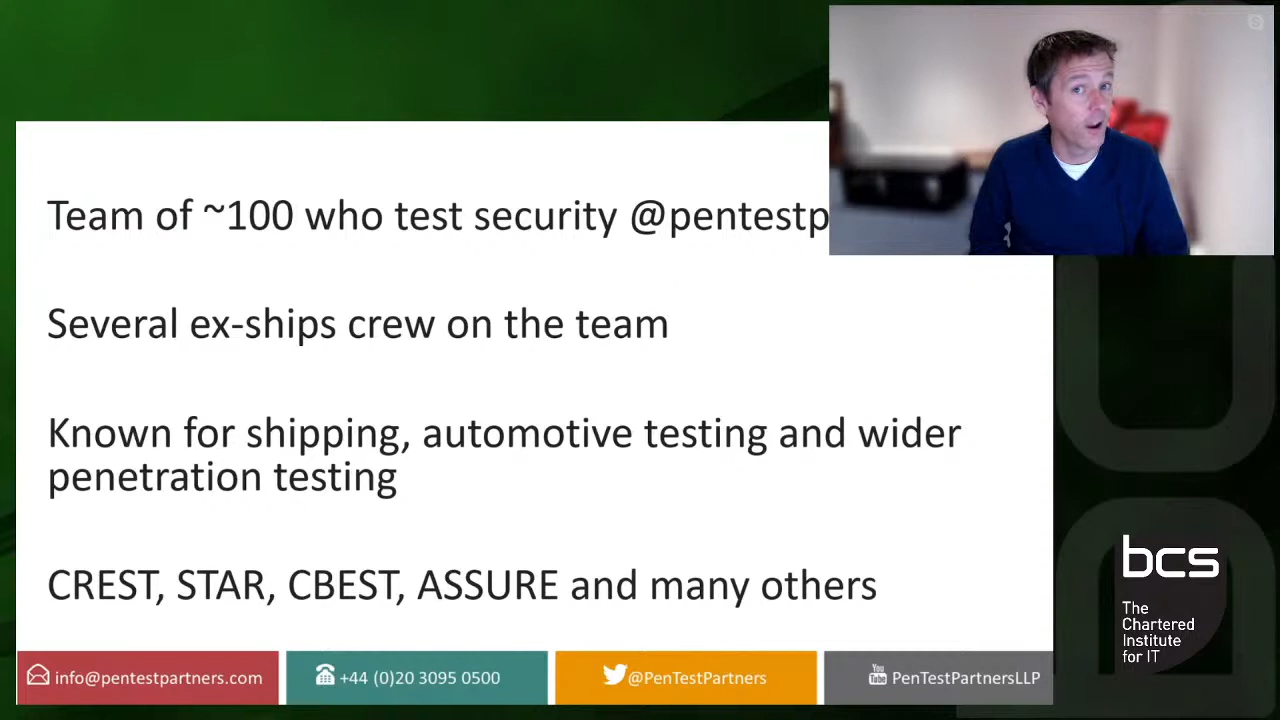 Team of ~100 who test security @pentestp
Several ex-ships crew on the team
Known for shipping, automotive testing and wider
penetration testing
CREST, STAR, CBEST, ASSURE and many others
info@pentestpartners.com
+44 (0)20 3095 0500
@PenTestPartners
You
Tube
PenTestPartnersLLP
bcs
The
Chartered
Institute
for IT